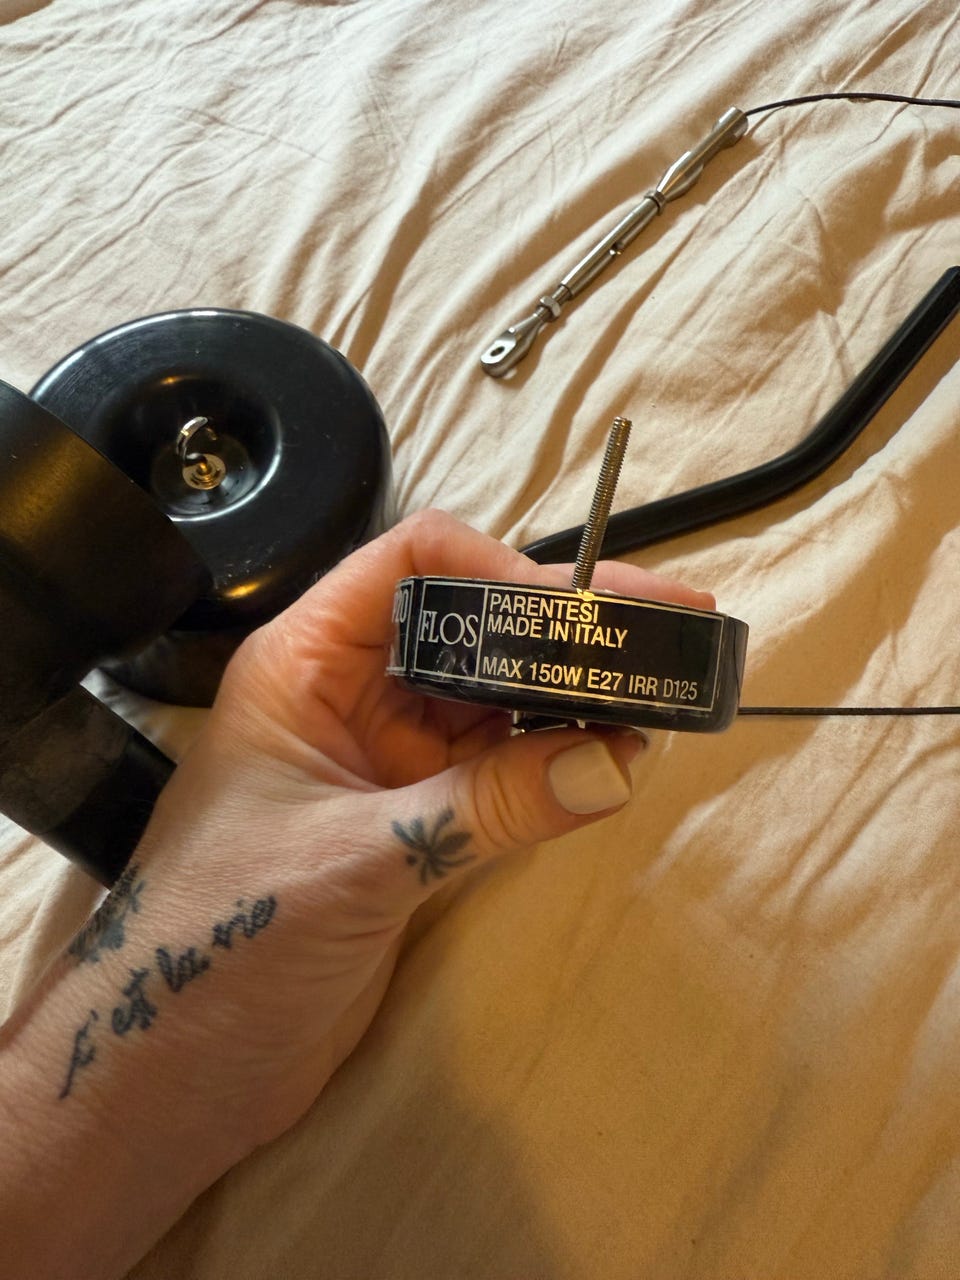 FLOS
PARENTESI
MADE IN ITALY
MAX 150W E27 IRR D125
c'est la vie